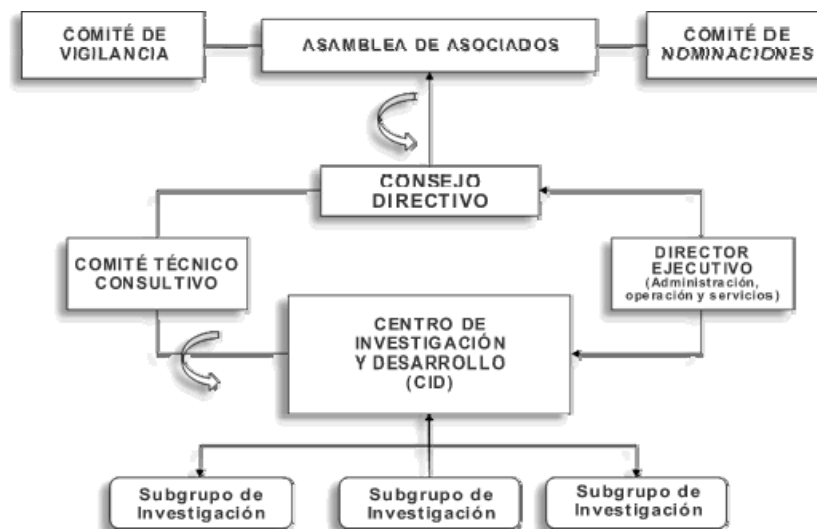 COMITÉ DE
VIGILANCIA
ASAMBLEA DE ASOCIADOS
COMITÉ DE
NOMINACIONES
CONSEJO
DIRECTIVO
COMITÉ TÉCNICO
CONSULTIVO
DIRECTOR
EJECUTIVO
(Administración,
operación y servicios)
CENTRO DE
INVESTIGACIÓN
Y DESARROLLO
(CID)
Subgrupo de
Investigación
Subgrupo de
Investigación
Subgrupo de
Investigación